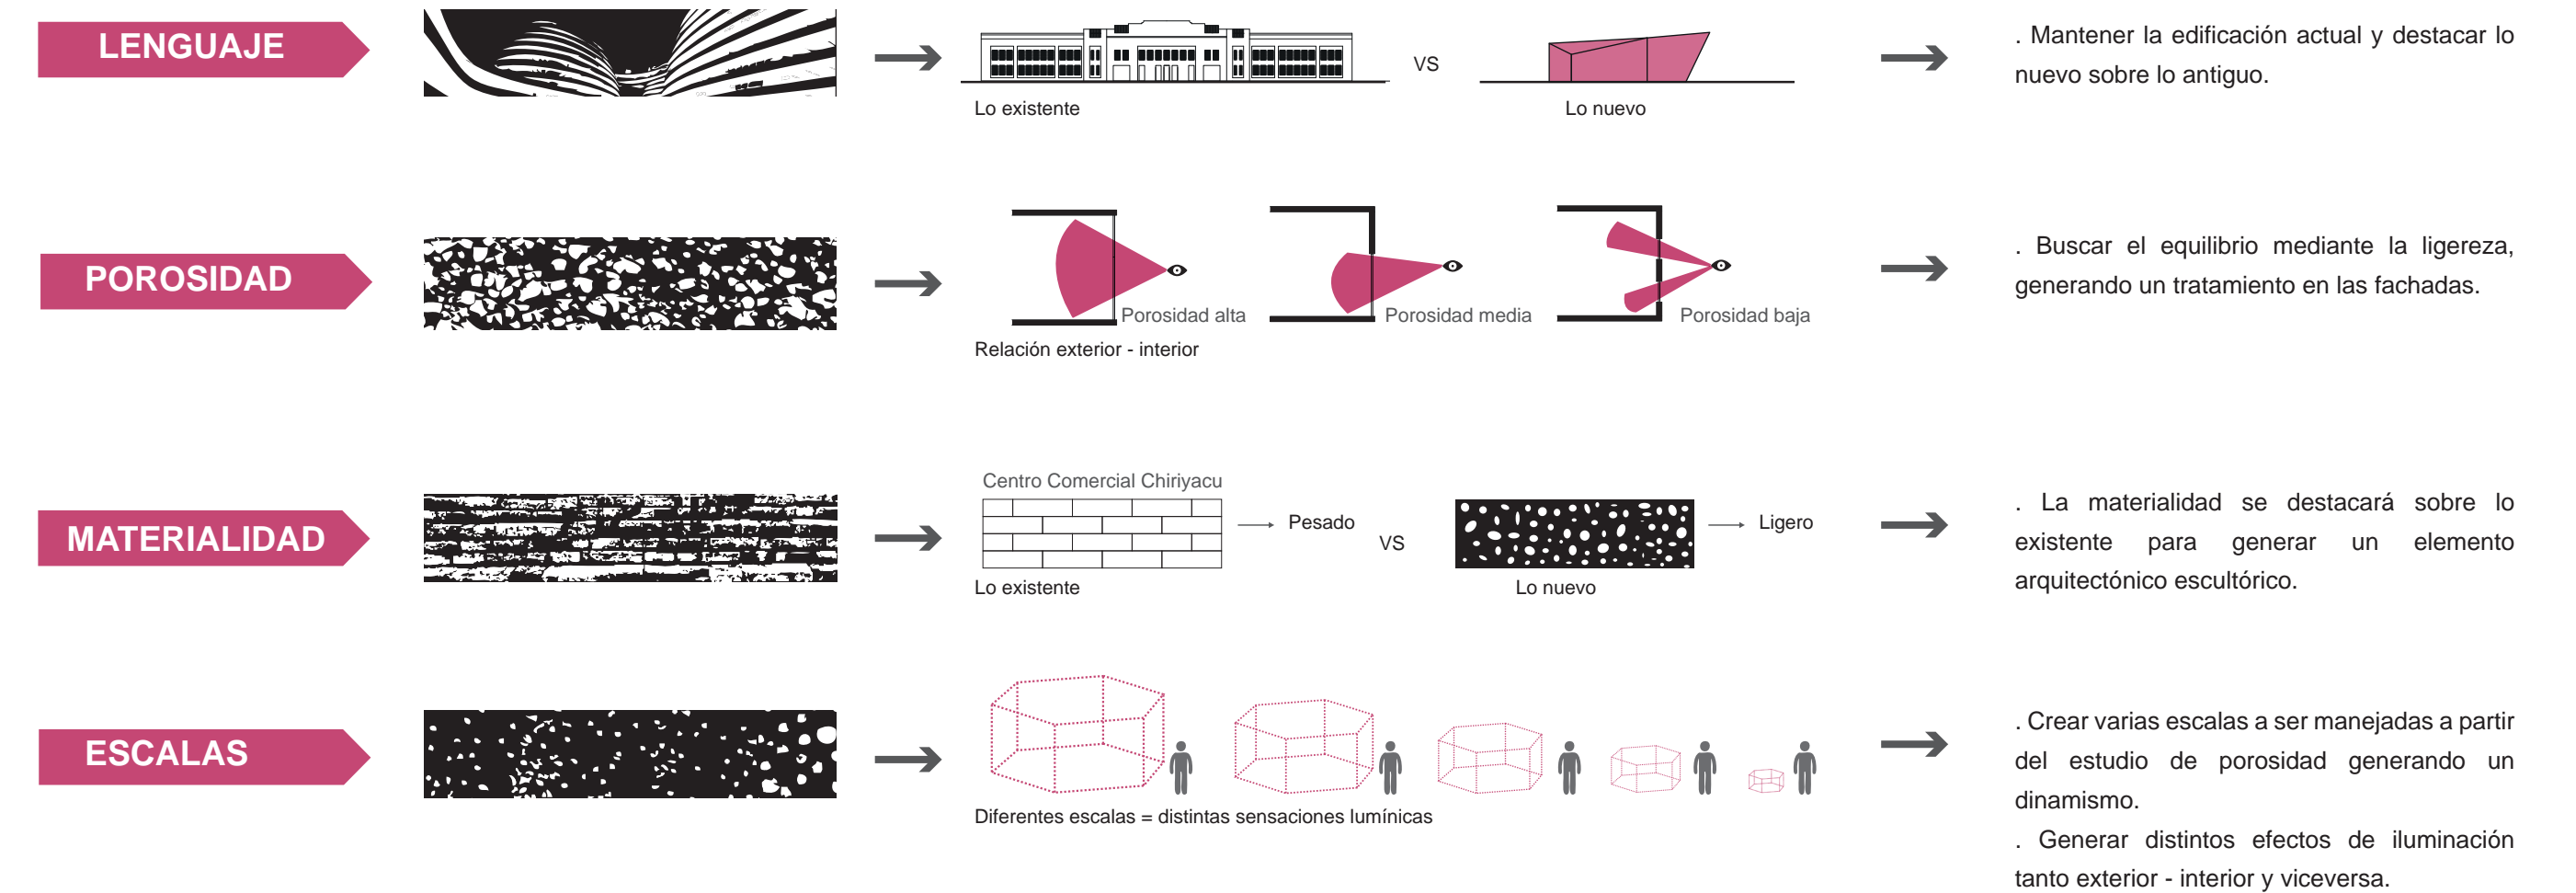 LENGUAJE
Lo existente
VS
Lo nuevo
. Mantener la edificación actual y destacar lo
nuevo sobre lo antiguo.
POROSIDAD
Porosidad alta
Porosidad media
Porosidad baja
Relación exterior - interior
. Buscar el equilibrio mediante la ligereza,
generando un tratamiento en las fachadas.
MATERIALIDAD
Centro Comercial Chiriyacu
Pesado
Lo existente
VS
Ligero
Lo nuevo
. La materialidad se destacará sobre lo
existente para generar un elemento
arquitectónico escultórico.
ESCALAS
Diferentes escalas = distintas sensaciones lumínicas
. Crear varias escalas a ser manejadas a partir
del estudio de porosidad generando un
dinamismo.
. Generar distintos efectos de iluminación
tanto exterior - interior y viceversa.